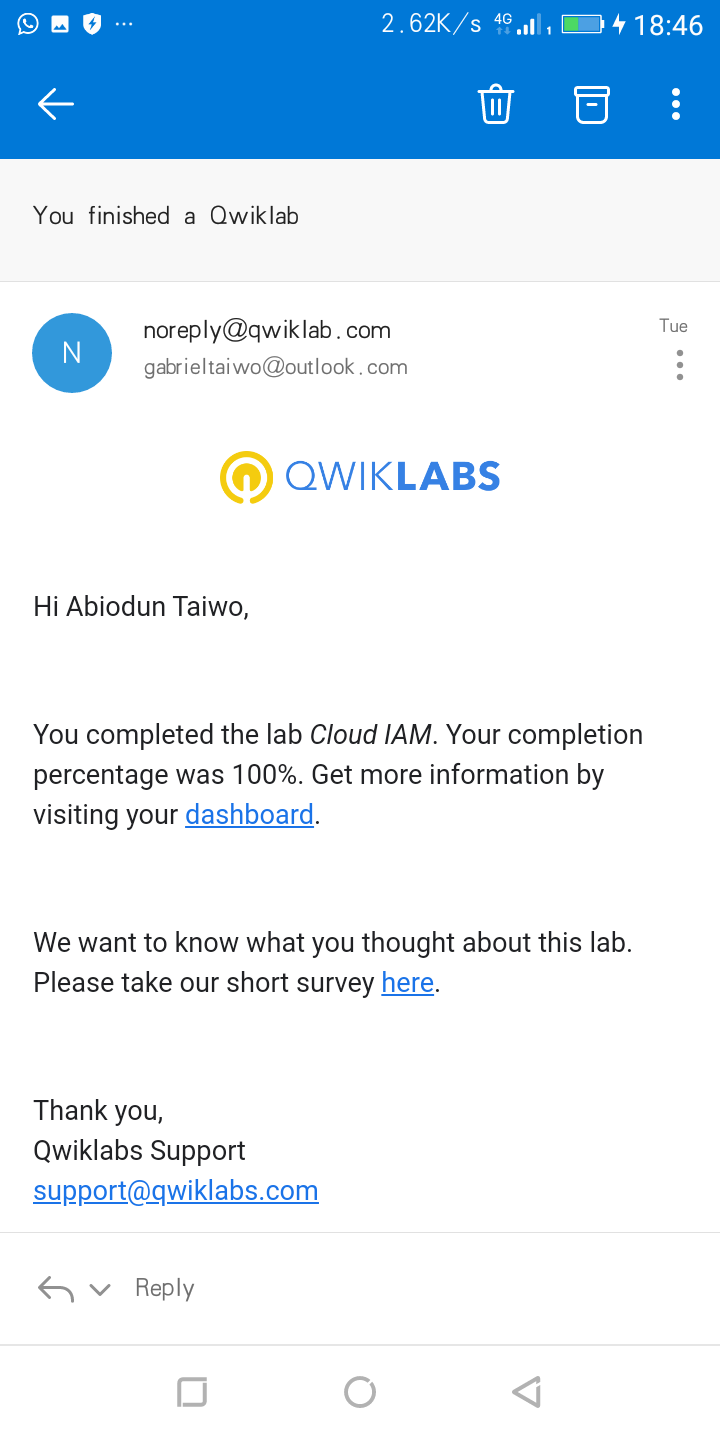 2.62K/s 4G 1 18:46
You finished a Qwiklab
N
noreply@qwiklab.com
Tue
gabrieltaiwo@outlook.com
QWIKLABS
Hi Abiodun Taiwo,
You completed the lab Cloud IAM. Your completion
percentage was 100%. Get more information by
visiting your dashboard.
We want to know what you thought about this lab.
Please take our short survey here.
Thank you,
Qwiklabs Support
support@qwiklabs.com
Reply